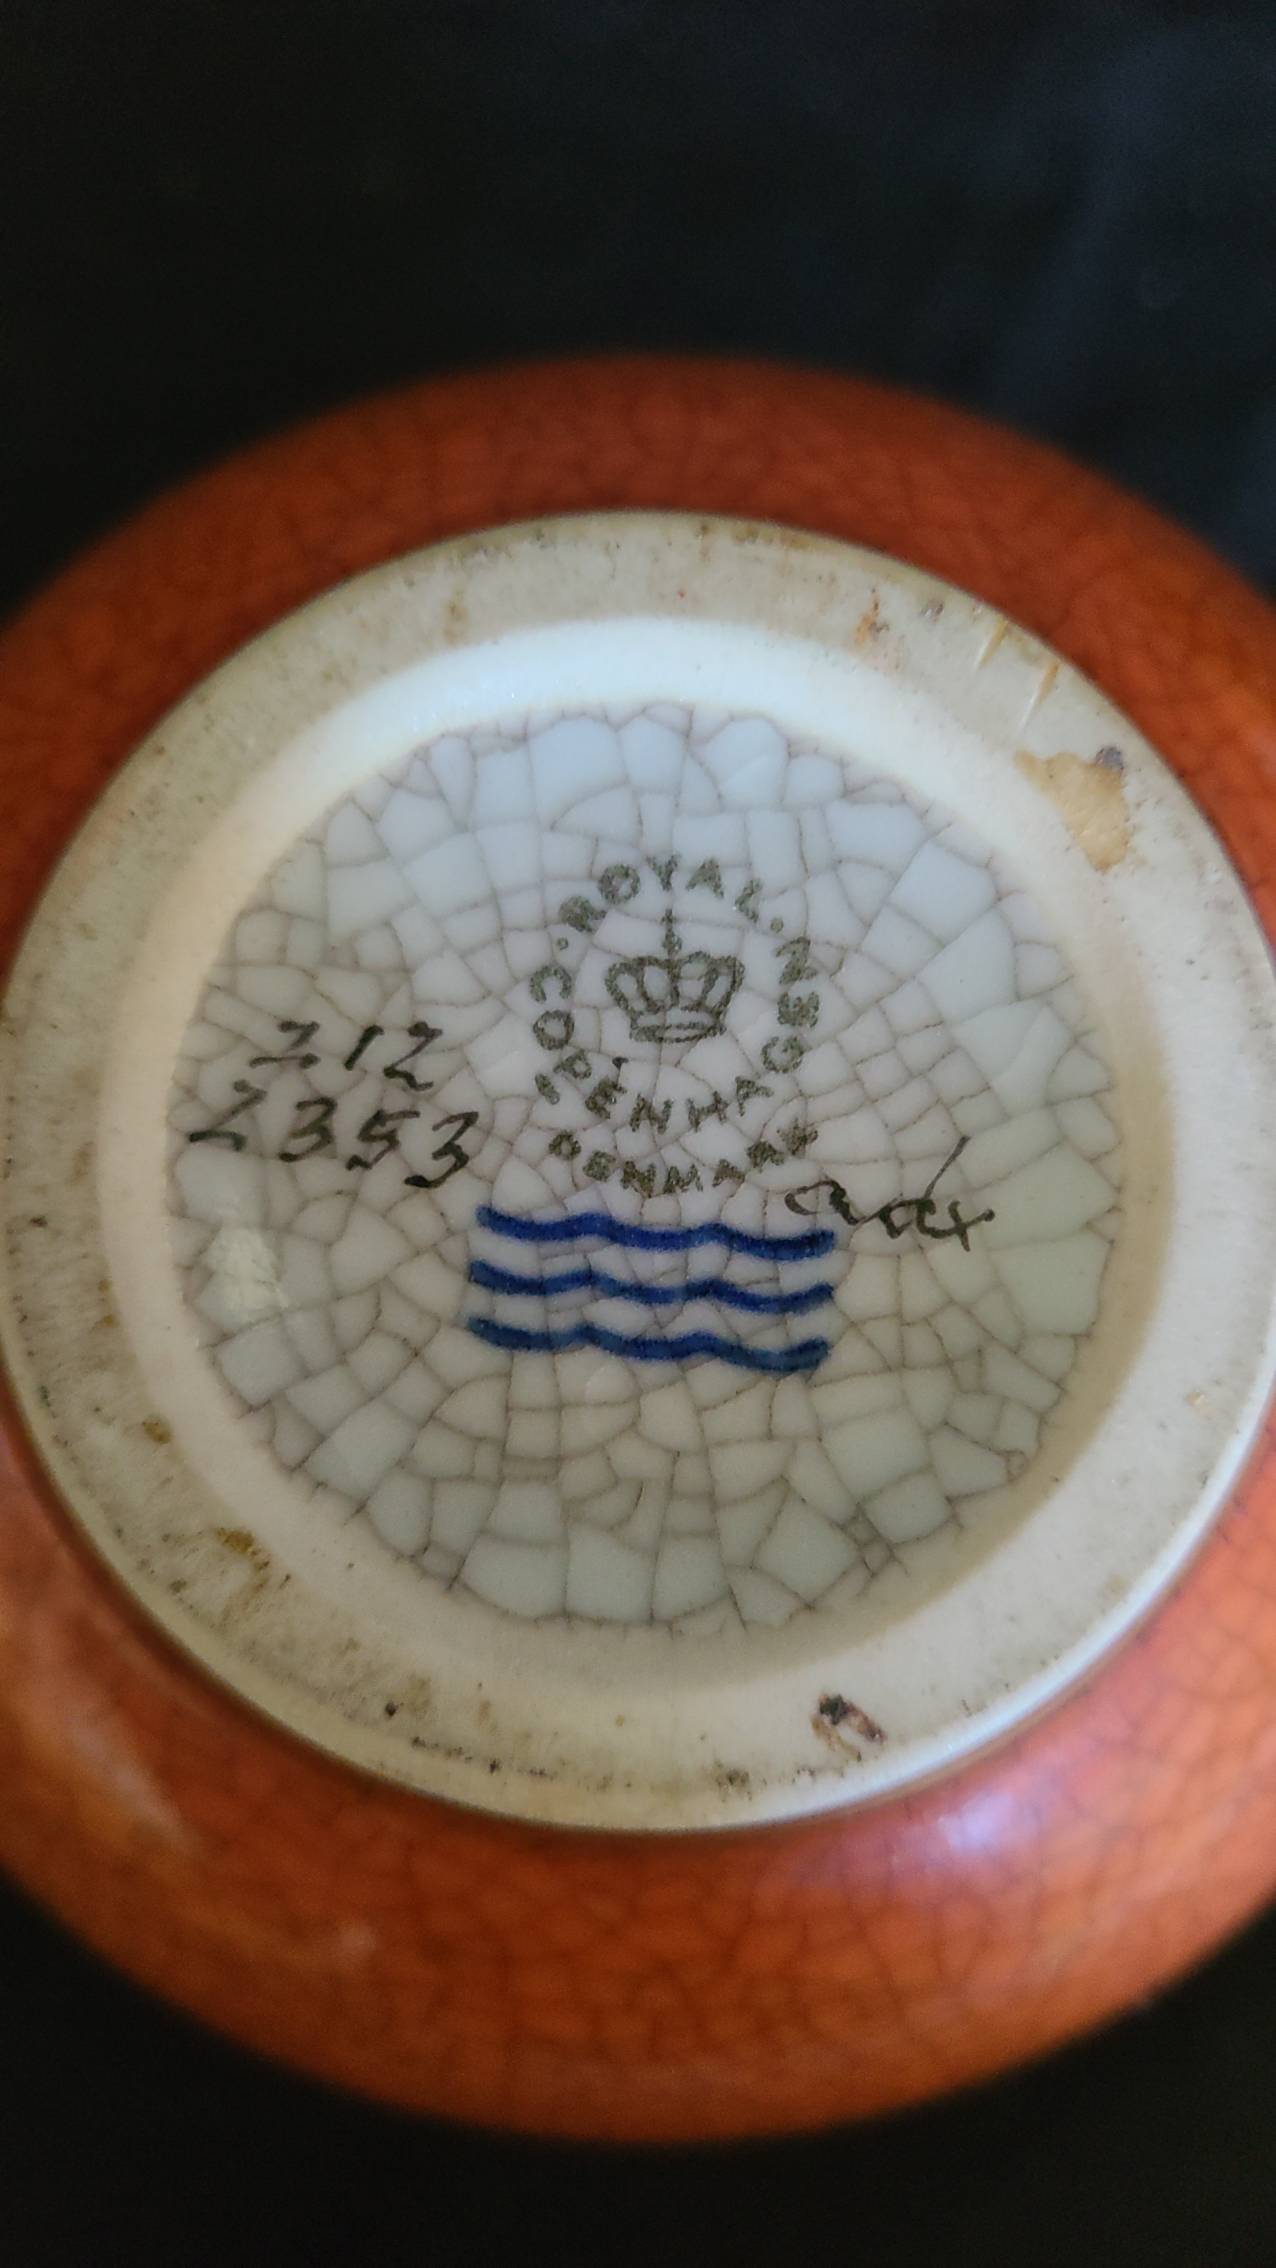 ·ROYAL·
COPENHAGEN
DENMARK
212
2353